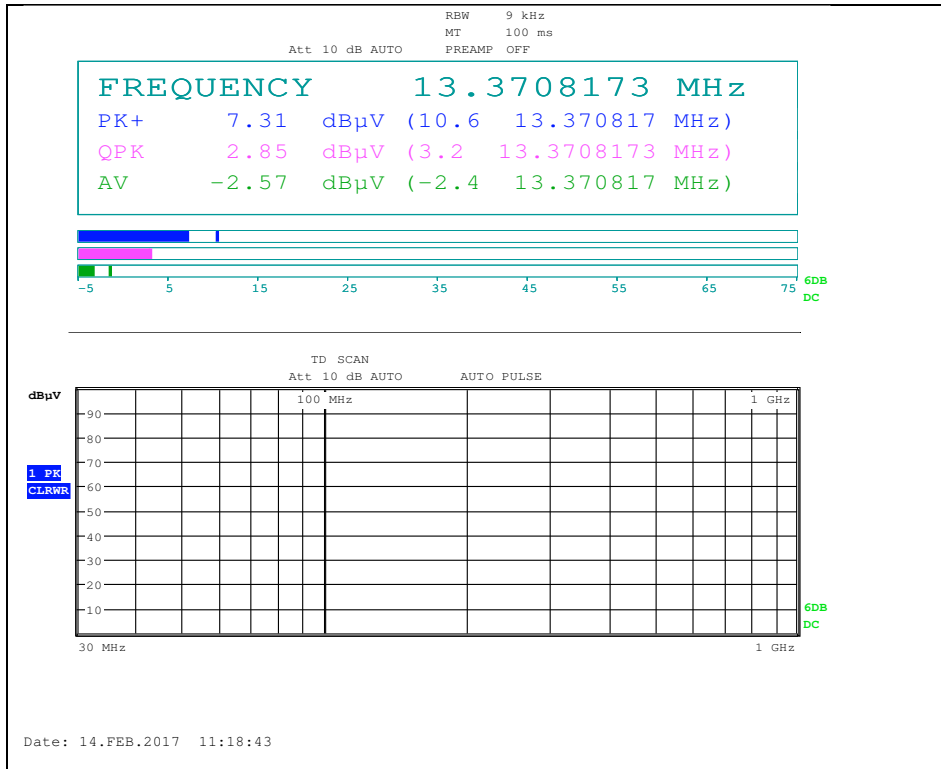 RBW 9 kHz
MT 100 ms
Att 10 dB AUTO PREAMP OFF
FREQUENCY 13.3708173 MHz
PK+ 7.31 dBµV (10.6 13.370817 MHz)
QPK 2.85 dBµV (3.2 13.3708173 MHz)
AV −2.57 dBµV (−2.4 13.370817 MHz)
−5 5 15 25 35 45 55 65 75
6DB
DC
TD SCAN
Att 10 dB AUTO AUTO PULSE
dBµV
100 MHz 1 GHz
90
80
70
1 PK
60
CLRWR
50
40
30
20
10
6DB
DC
30 MHz 1 GHz
Date: 14.FEB.2017 11:18:43